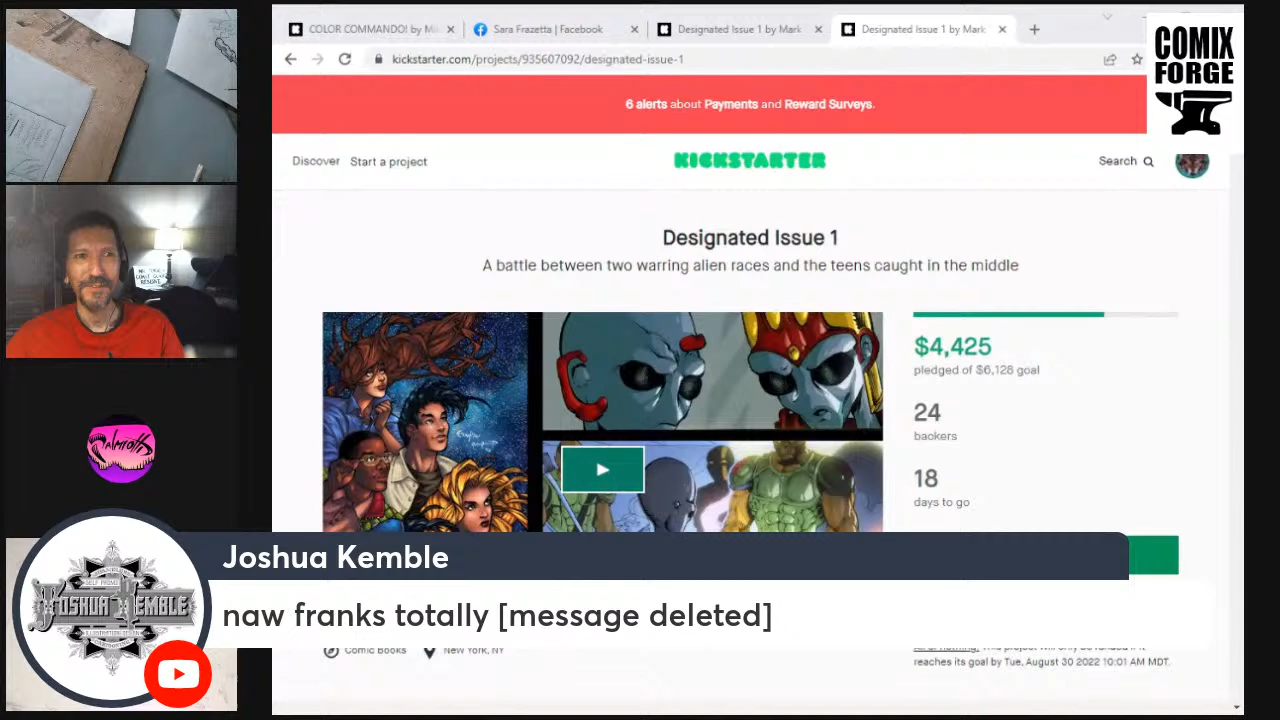 COLOR COMMANDO! by Mi
Sara Frazetta | Facebook
Designated Issue 1 by Mark
Designated Issue 1 by Mark
kickstarter.com/projects/935607092/designated-issue-1
COMIX
FORGE
6 alerts about Payments and Reward Surveys.
Discover
Start a project
KICKSTARTER
Search
Designated Issue 1
A battle between two warring alien races and the teens caught in the middle
$4,425
pledged of $6,128 goal
24
backers
18
days to go
Joshua Kemble
naw franks totally [message deleted]
JOSHUA KEMBLE
Comic Books
New York, NY
reaches its goal by Tue, August 30 2022 10:01 AM MDT.